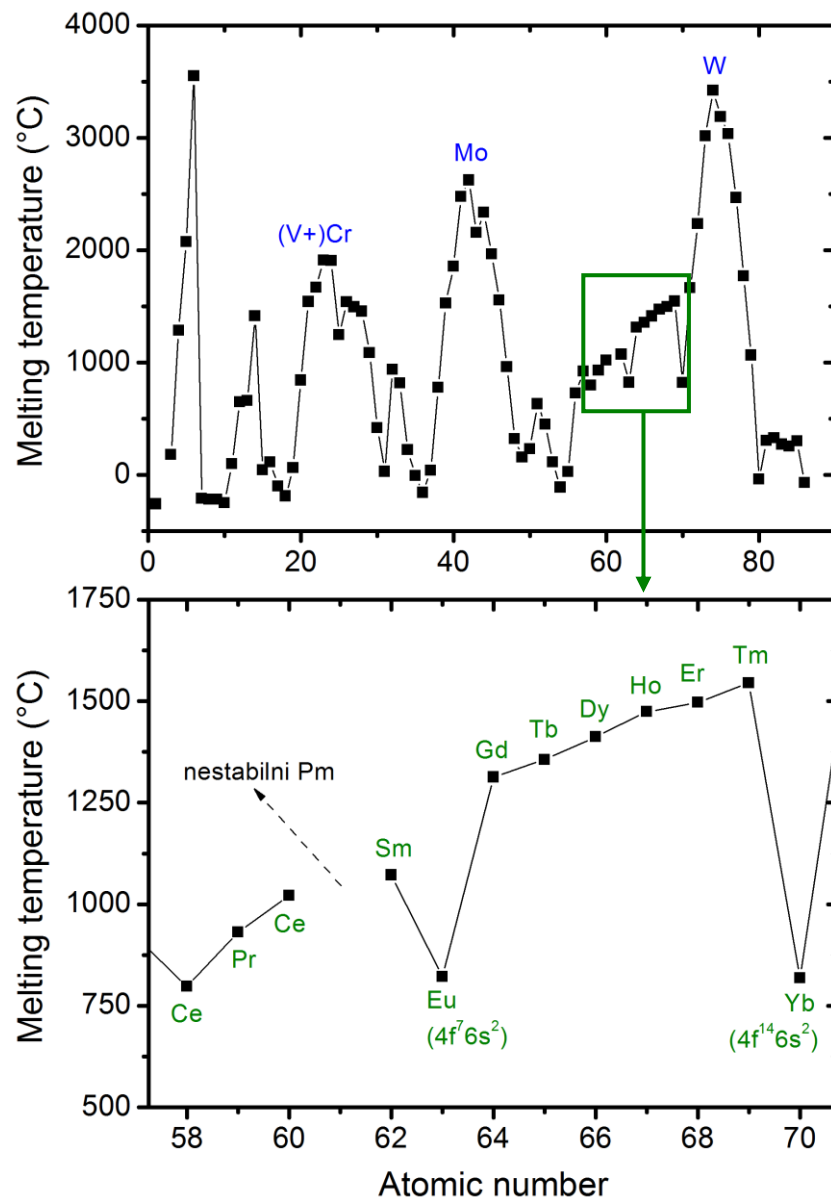 4000
3000
2000
1000
0
Melting temperature (°C)
(V+)Cr
Mo
W
0 20 40 60 80
1750
1500
1250
1000
750
500
Melting temperature (°C)
nestabilni Pm
Ce
Pr
Ce
Sm
Eu
(4f⁷6s²)
Gd
Tb
Dy
Ho
Er
Tm
Yb
(4f¹⁴6s²)
58 60 62 64 66 68 70
Atomic number